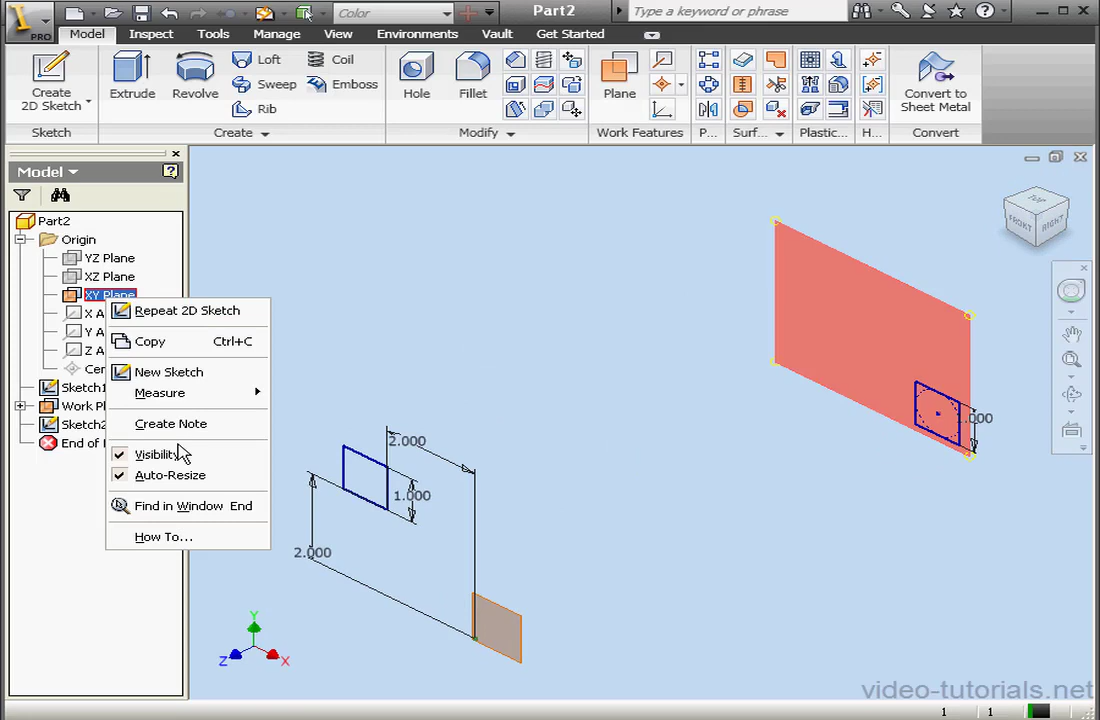 PRO
Color
Part2
Type a keyword or phrase
Model
Inspect
Tools
Manage
View
Environments
Vault
Get Started
Create
2D Sketch
Extrude
Revolve
Loft
Sweep
Rib
Coil
Emboss
Hole
Fillet
Plane
Convert to
Sheet Metal
Sketch
Create
Modify
Work Features
P...
Surf...
Plastic...
H...
Convert
Model
Part2
Origin
YZ Plane
XZ Plane
XY Plane
X A
Y A
Z A
Cen
Sketch1
Work Pl
Sketch2
End of
Repeat 2D Sketch
Copy Ctrl+C
New Sketch
Measure
Create Note
Visibility
Auto-Resize
Find in Window End
How To...
TOP
FRONT
RIGHT
1.000
2.000
1.000
2.000
Y
Z
X
video-tutorials.net
1 1